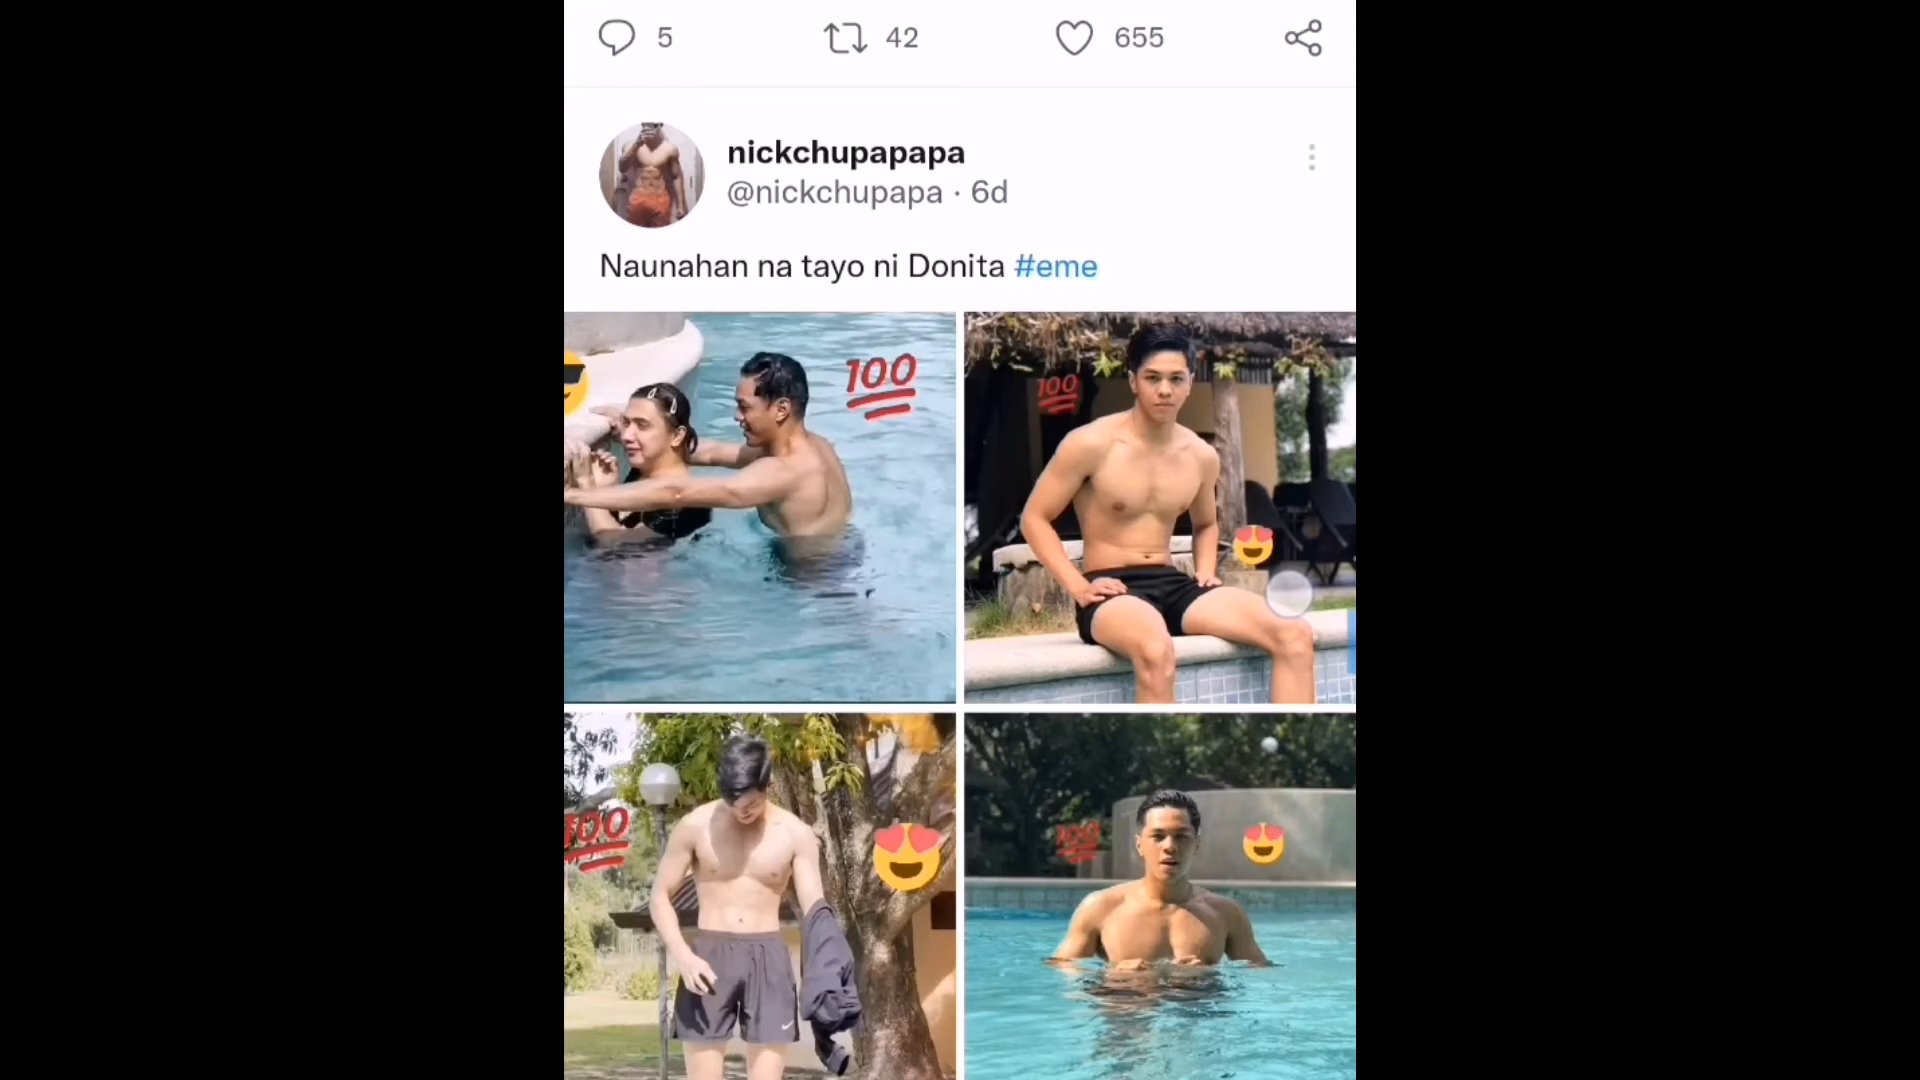 5 42 655
nickchupapapa
@nickchupapa · 6d
Naunahan na tayo ni Donita #eme
100
100
100
100